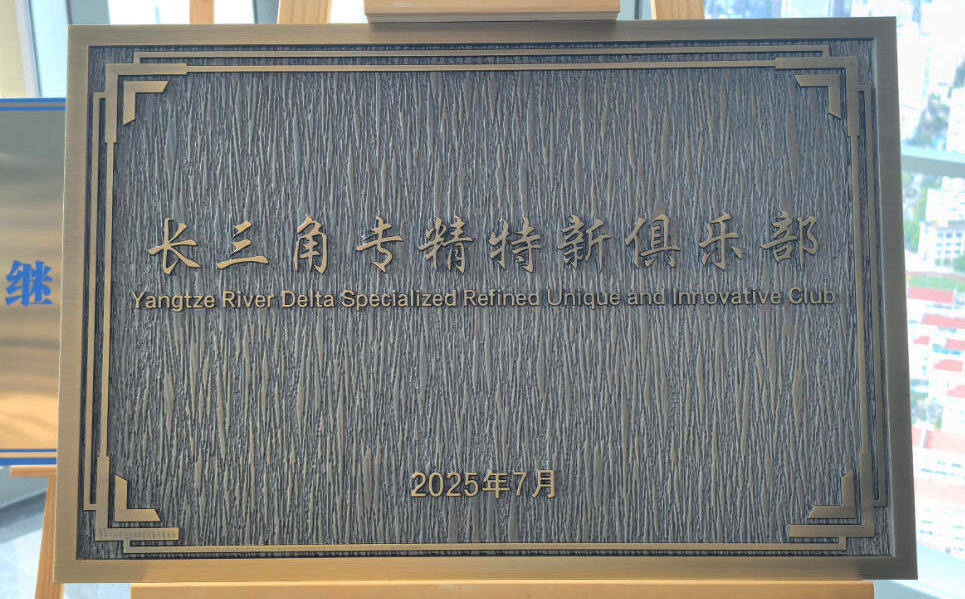 长三角专精特新俱乐部
Yangtze River Delta Specialized Refined Unique and Innovative Club
2025年7月
继